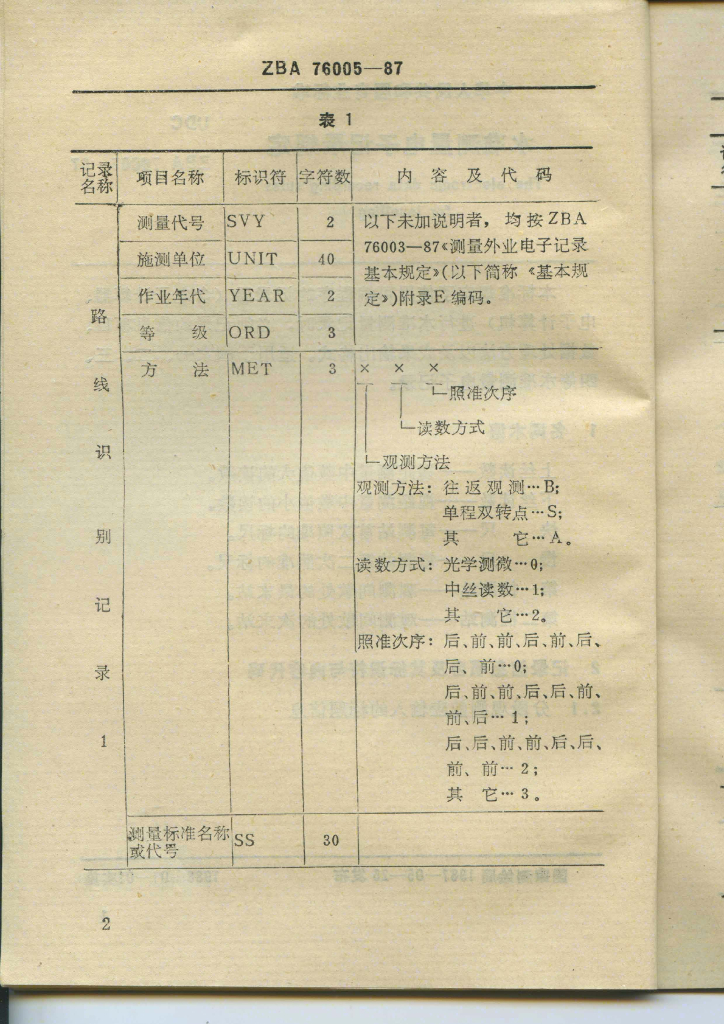 ZBA 76005—87
表 1
记录名称 项目名称 标识符 字符数 内容及代码
路线识别记录1
测量代号 SVY 2 以下未加说明者，均按ZBA
施测单位 UNIT 40 76003—87《测量外业电子记录
基本规定》(以下简称《基本规
作业年代 YEAR 2 定》)附录E编码。
等级 ORD 3
方法 MET 3 × × ×
照准次序
读数方式
观测方法
观测方法：往返观测…B；
单程双转点…S；
其它…A。
读数方式：光学测微…0；
中丝读数…1；
其它…2。
照准次序：后、前、前、后、前、后、
后、前…0；
后、前、前、后、后、前、
前、后…1；
后、后、前、前、后、后、
前、前…2；
其它…3。
测量标准名称
或代号 SS 30
2